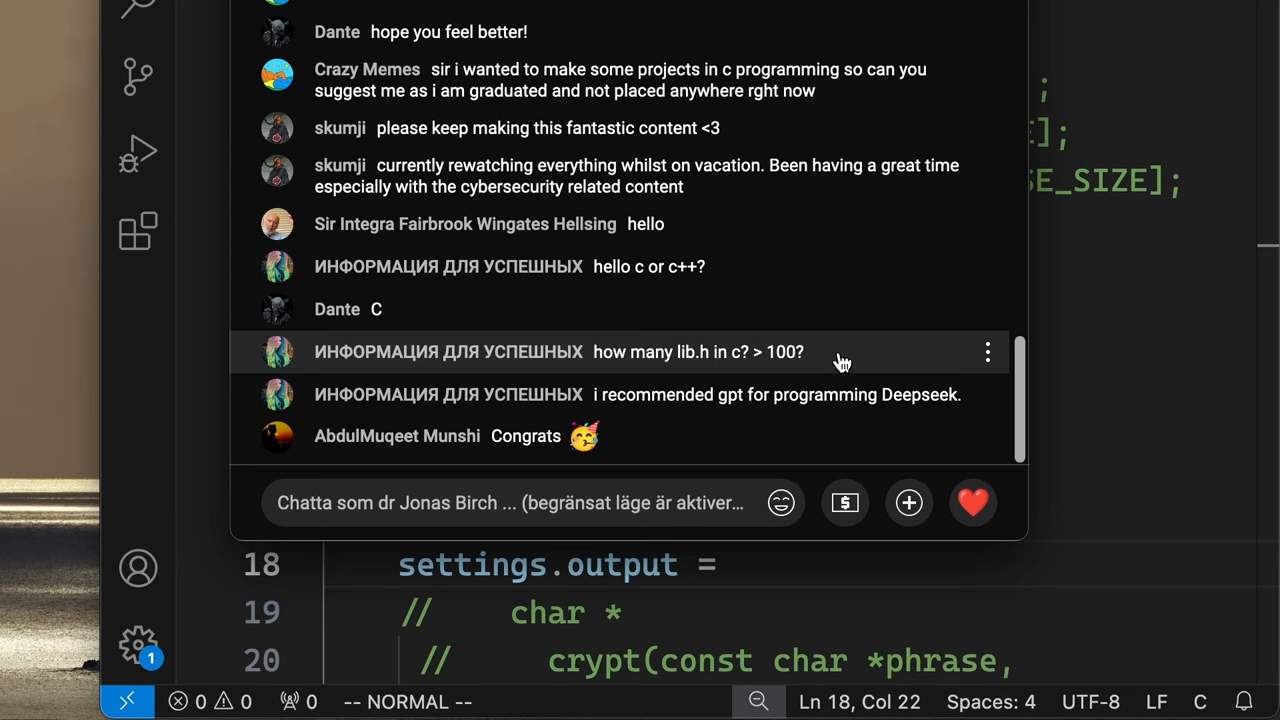 Dante hope you feel better!
Crazy Memes sir i wanted to make some projects in c programming so can you
suggest me as i am graduated and not placed anywhere rght now
;
skumji please keep making this fantastic content <3
];
skumji currently rewatching everything whilst on vacation. Been having a great time
especially with the cybersecurity related content
E_SIZE];
Sir Integra Fairbrook Wingates Hellsing hello
ИНФОРМАЦИЯ ДЛЯ УСПЕШНЫХ hello c or c++?
Dante C
ИНФОРМАЦИЯ ДЛЯ УСПЕШНЫХ how many lib.h in c? > 100?
ИНФОРМАЦИЯ ДЛЯ УСПЕШНЫХ i recommended gpt for programming Deepseek.
AbdulMuqeet Munshi Congrats 🥳
Chatta som dr Jonas Birch ... (begränsat läge är aktiver...
18 settings.output =
19 // char *
20 // crypt(const char *phrase,
1
0 0 0 -- NORMAL -- Ln 18, Col 22 Spaces: 4 UTF-8 LF C